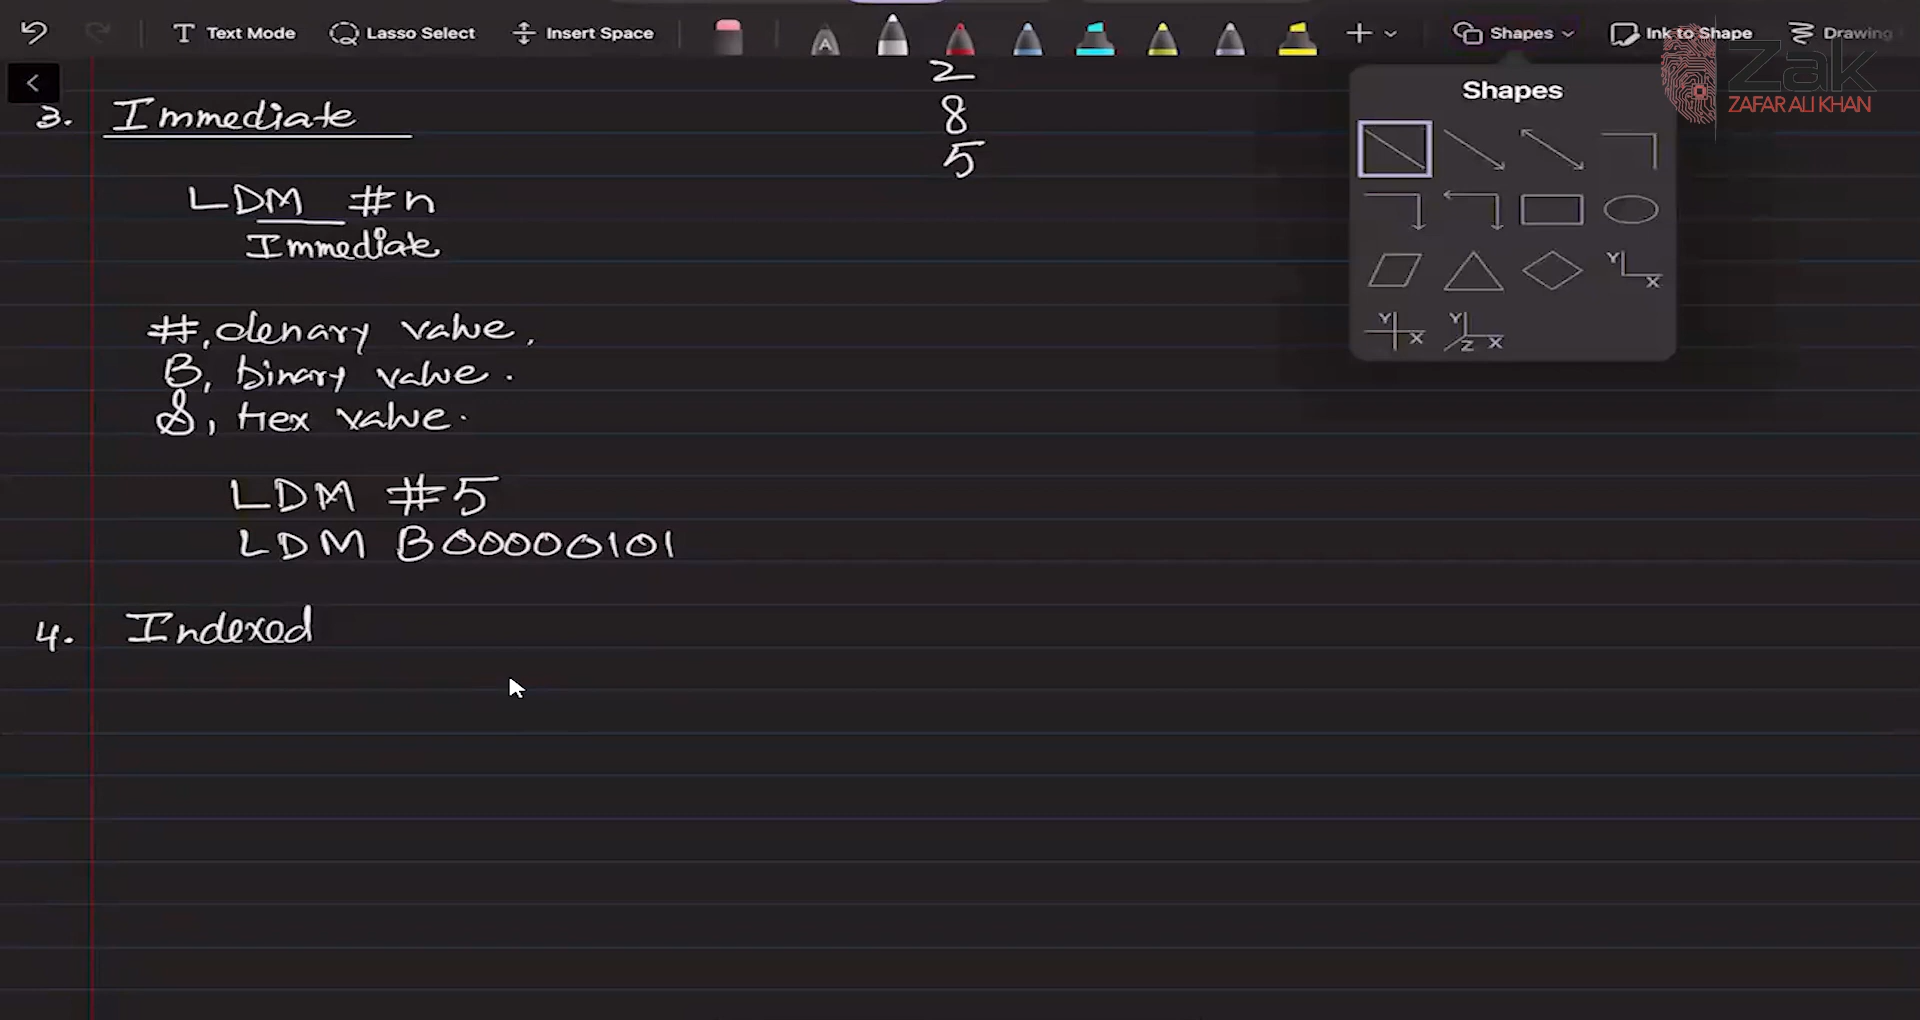 Text Mode Lasso Select Insert Space Shapes Ink to Shape Drawing
A
Zak
ZAFAR ALI KHAN
Shapes
Y X
Y X Y Z X
2
8
5
3. Immediate
LDM #n
Immediate
#, denary value,
B, binary value.
&, Hex value.
LDM #5
LDM B00000101
4. Indexed